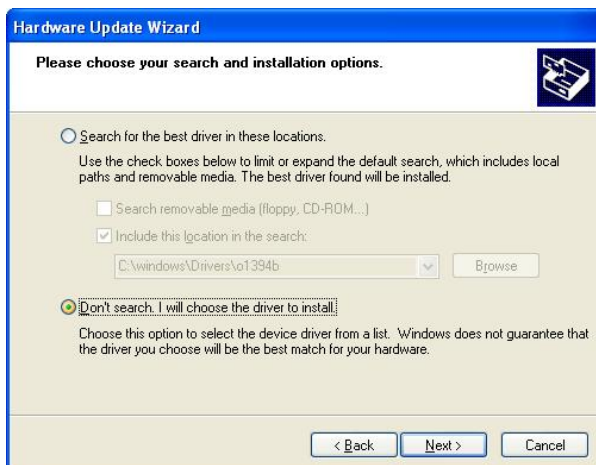 Hardware Update Wizard
Please choose your search and installation options.
Search for the best driver in these locations.
Use the check boxes below to limit or expand the default search, which includes local
paths and removable media. The best driver found will be installed.
Search removable media (floppy, CD-ROM...)
Include this location in the search:
C:\windows\Drivers\o1394b
Browse
Don't search. I will choose the driver to install.
Choose this option to select the device driver from a list. Windows does not guarantee that
the driver you choose will be the best match for your hardware.
< Back
Next >
Cancel